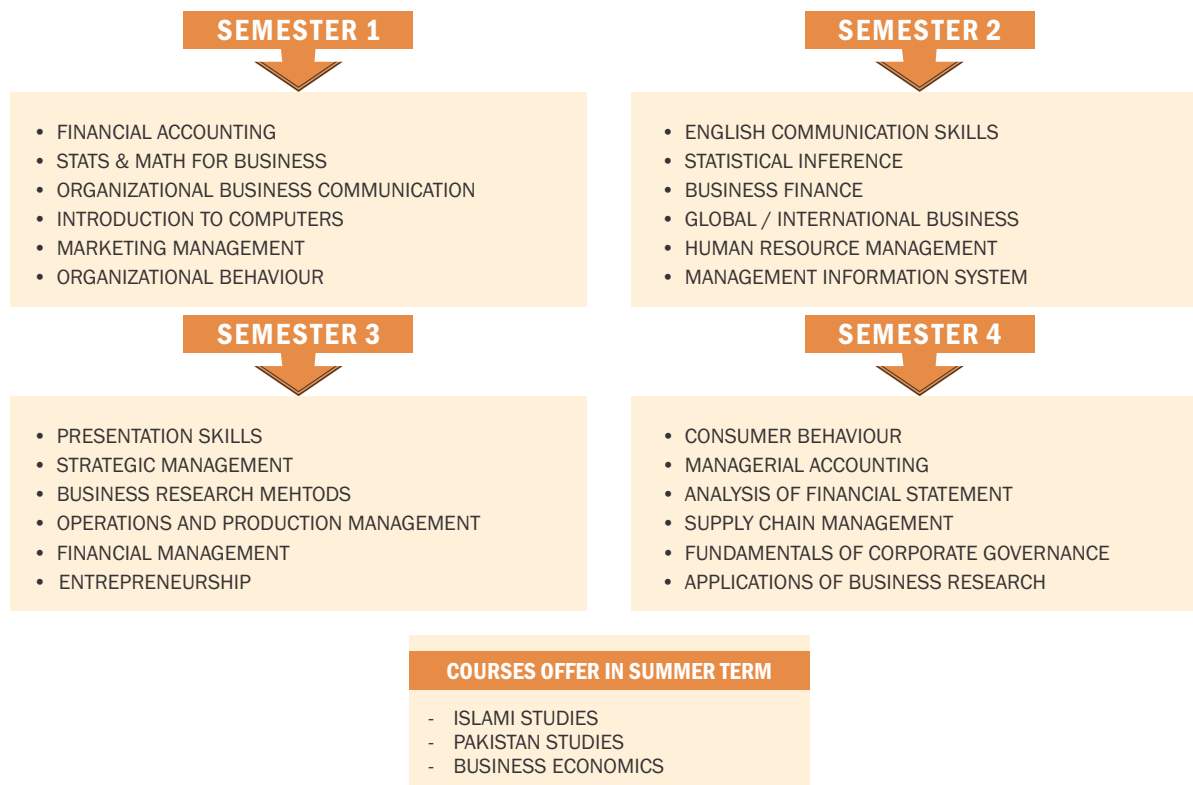 SEMESTER 1
• FINANCIAL ACCOUNTING
• STATS & MATH FOR BUSINESS
• ORGANIZATIONAL BUSINESS COMMUNICATION
• INTRODUCTION TO COMPUTERS
• MARKETING MANAGEMENT
• ORGANIZATIONAL BEHAVIOUR
SEMESTER 2
• ENGLISH COMMUNICATION SKILLS
• STATISTICAL INFERENCE
• BUSINESS FINANCE
• GLOBAL / INTERNATIONAL BUSINESS
• HUMAN RESOURCE MANAGEMENT
• MANAGEMENT INFORMATION SYSTEM
SEMESTER 3
• PRESENTATION SKILLS
• STRATEGIC MANAGEMENT
• BUSINESS RESEARCH MEHTODS
• OPERATIONS AND PRODUCTION MANAGEMENT
• FINANCIAL MANAGEMENT
• ENTREPRENEURSHIP
SEMESTER 4
• CONSUMER BEHAVIOUR
• MANAGERIAL ACCOUNTING
• ANALYSIS OF FINANCIAL STATEMENT
• SUPPLY CHAIN MANAGEMENT
• FUNDAMENTALS OF CORPORATE GOVERNANCE
• APPLICATIONS OF BUSINESS RESEARCH
COURSES OFFER IN SUMMER TERM
- ISLAMI STUDIES
- PAKISTAN STUDIES
- BUSINESS ECONOMICS